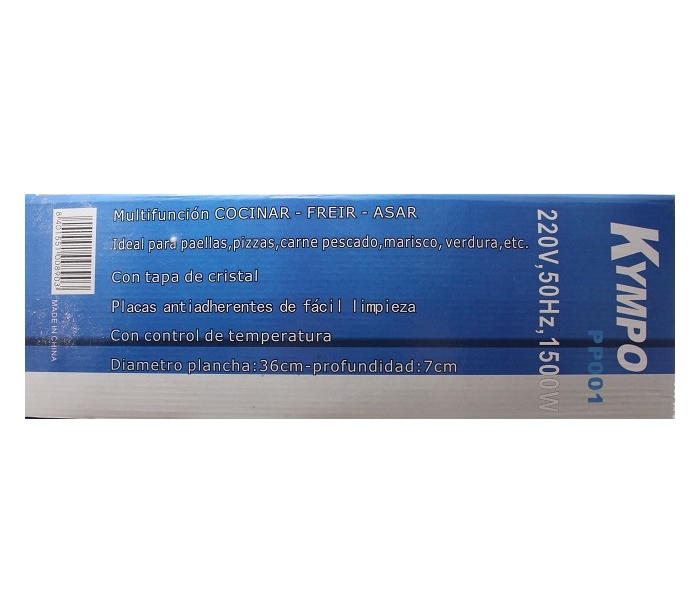 Multifunción COCINAR - FREIR - ASAR
Ideal para paellas,pizzas,carne pescado,marisco,verdura,etc.
Con tapa de cristal
Placas antiadherentes de fácil limpieza
Con control de temperatura
Diametro plancha:36cm-profundidad:7cm
220V,50Hz,1500W
KYMPO
PP001
MADE IN CHINA